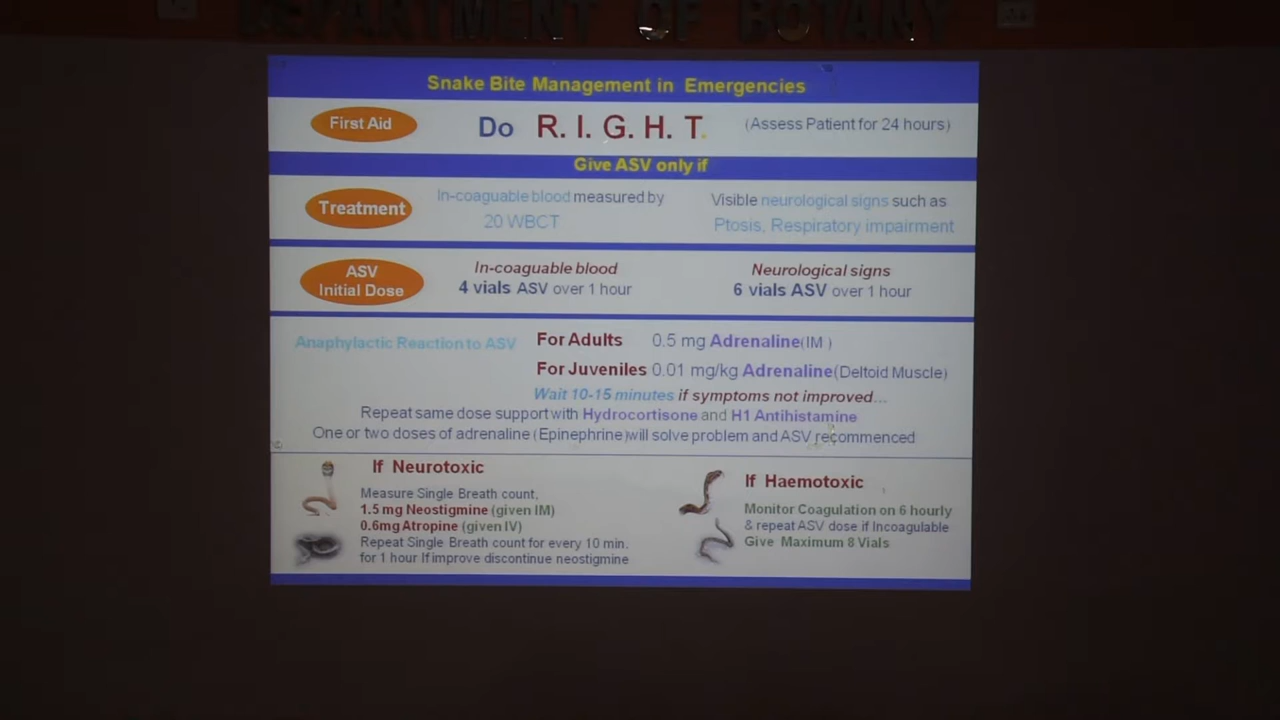 DEPARTMENT OF BOTANY
Snake Bite Management in Emergencies
First Aid
Do R. I. G. H. T.
(Assess Patient for 24 hours)
Give ASV only if
Treatment
In-coaguable blood measured by
20 WBCT
Visible neurological signs such as
Ptosis, Respiratory impairment
ASV
Initial Dose
In-coaguable blood
4 vials ASV over 1 hour
Neurological signs
6 vials ASV over 1 hour
Anaphylactic Reaction to ASV
For Adults 0.5 mg Adrenaline(IM )
For Juveniles 0.01 mg/kg Adrenaline(Deltoid Muscle)
Wait 10-15 minutes if symptoms not improved...
Repeat same dose support with Hydrocortisone and H1 Antihistamine
One or two doses of adrenaline (Epinephrine)will solve problem and ASV recommenced
If Neurotoxic
Measure Single Breath count,
1.5 mg Neostigmine (given IM)
0.6mg Atropine (given IV)
Repeat Single Breath count for every 10 min.
for 1 hour If improve discontinue neostigmine
If Haemotoxic
Monitor Coagulation on 6 hourly
& repeat ASV dose if Incoagulable
Give Maximum 8 Vials